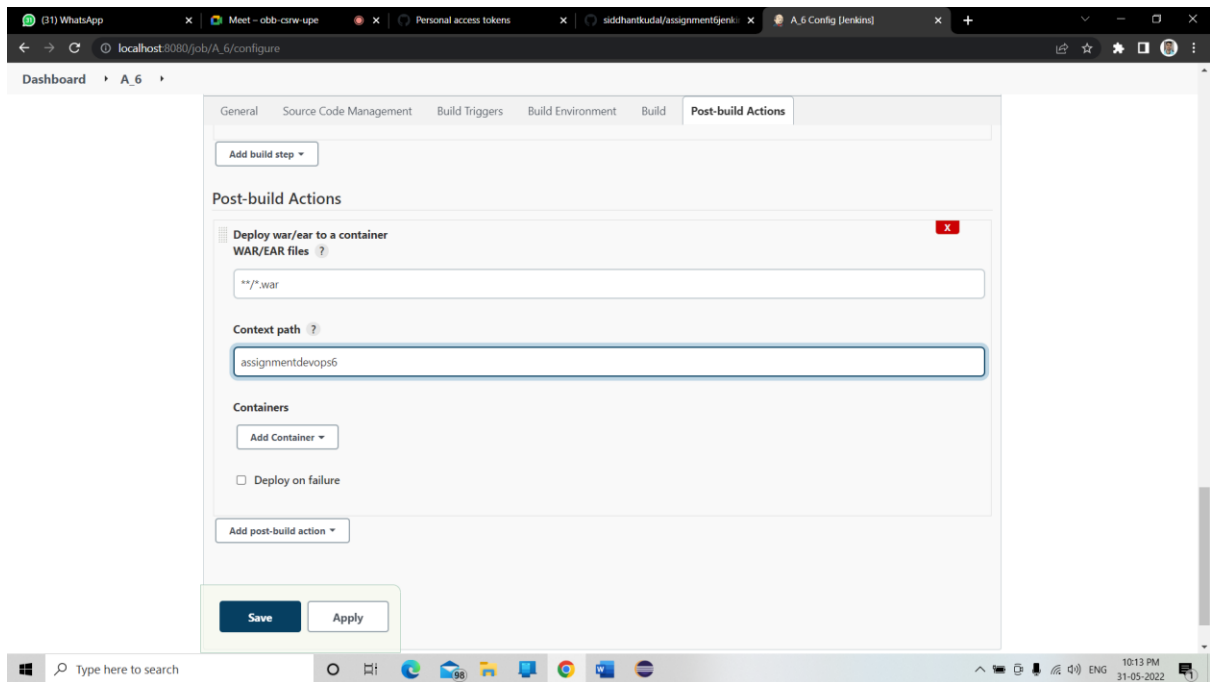 (31) WhatsApp
Meet – obb-csrw-upe
Personal access tokens
siddhantkudal/assignment6jenki
A_6 Config [Jenkins]
localhost:8080/job/A_6/configure
Dashboard
A_6
General
Source Code Management
Build Triggers
Build Environment
Build
Post-build Actions
Add build step
Post-build Actions
X
Deploy war/ear to a container
WAR/EAR files ?
**/*.war
Context path ?
assignmentdevops6
Containers
Add Container
Deploy on failure
Add post-build action
Save
Apply
Type here to search
98
ENG
10:13 PM
31-05-2022
1